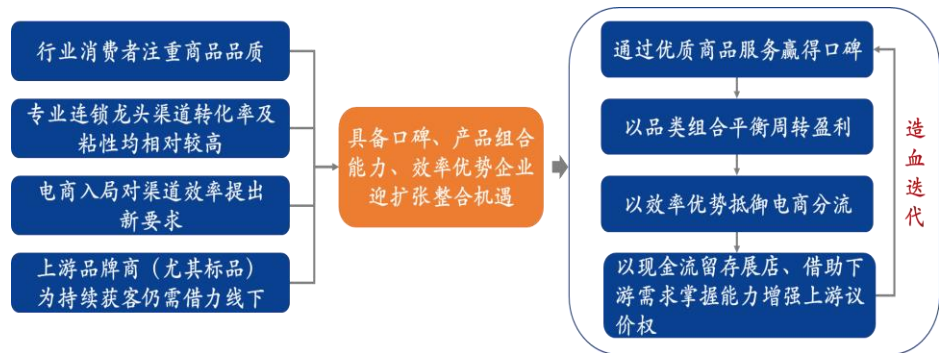 行业消费者注重商品品质
专业连锁龙头渠道转化率及
粘性均相对较高
电商入局对渠道效率提出
新要求
上游品牌商（尤其标品）
为持续获客仍需借力线下
具备口碑、产品组合
能力、效率优势企业
迎扩张整合机遇
通过优质商品服务赢得口碑
以品类组合平衡周转盈利
以效率优势抵御电商分流
以现金流留存展店、借助下
游需求掌握能力增强上游议
价权
造血迭代